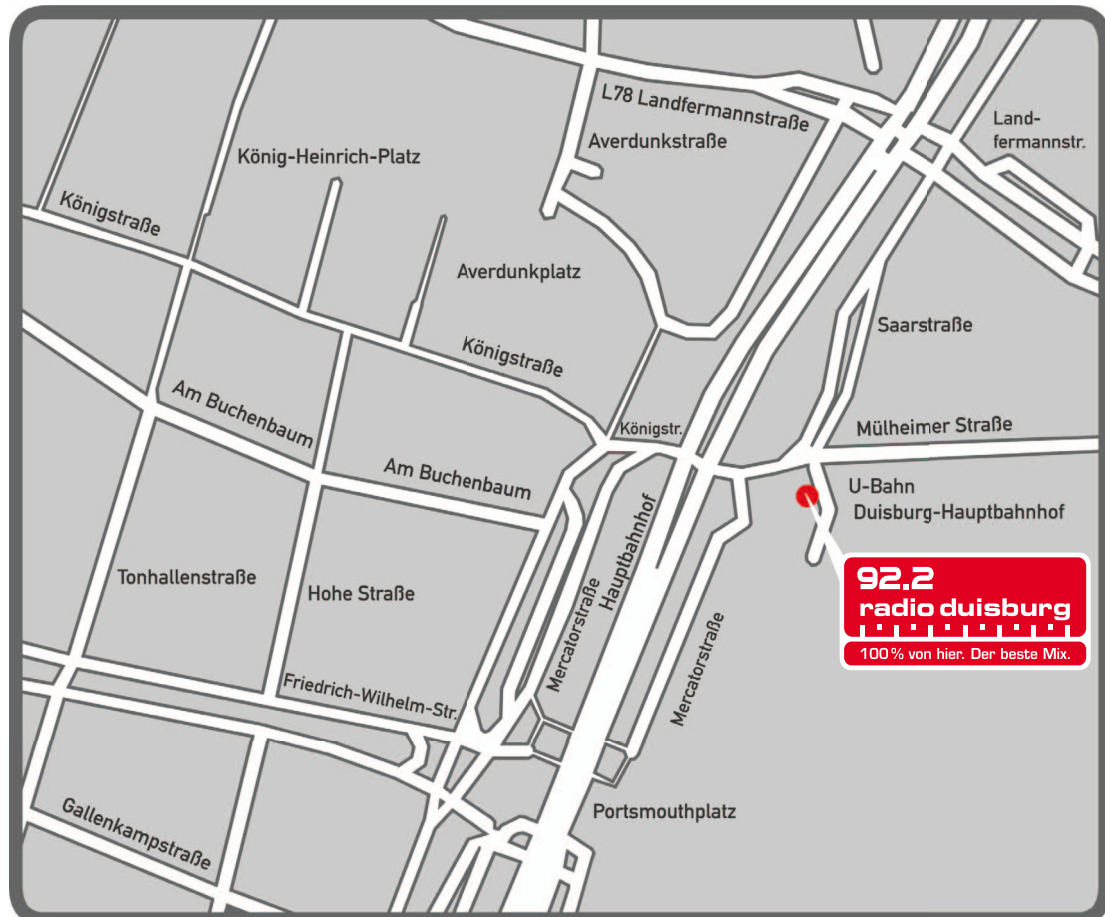 L78 Landfermannstraße
Land-
fermannstr.
Averdunkstraße
König-Heinrich-Platz
Königstraße
Averdunkplatz
Saarstraße
Königstraße
Am Buchenbaum
Königstr.
Mülheimer Straße
Am Buchenbaum
U-Bahn
Duisburg-Hauptbahnhof
Hauptbahnhof
Tonhallenstraße
Hohe Straße
Mercatorstraße
92.2
radio duisburg
100% von hier. Der beste Mix.
Mercatorstraße
Friedrich-Wilhelm-Str.
Portsmouthplatz
Gallenkampstraße